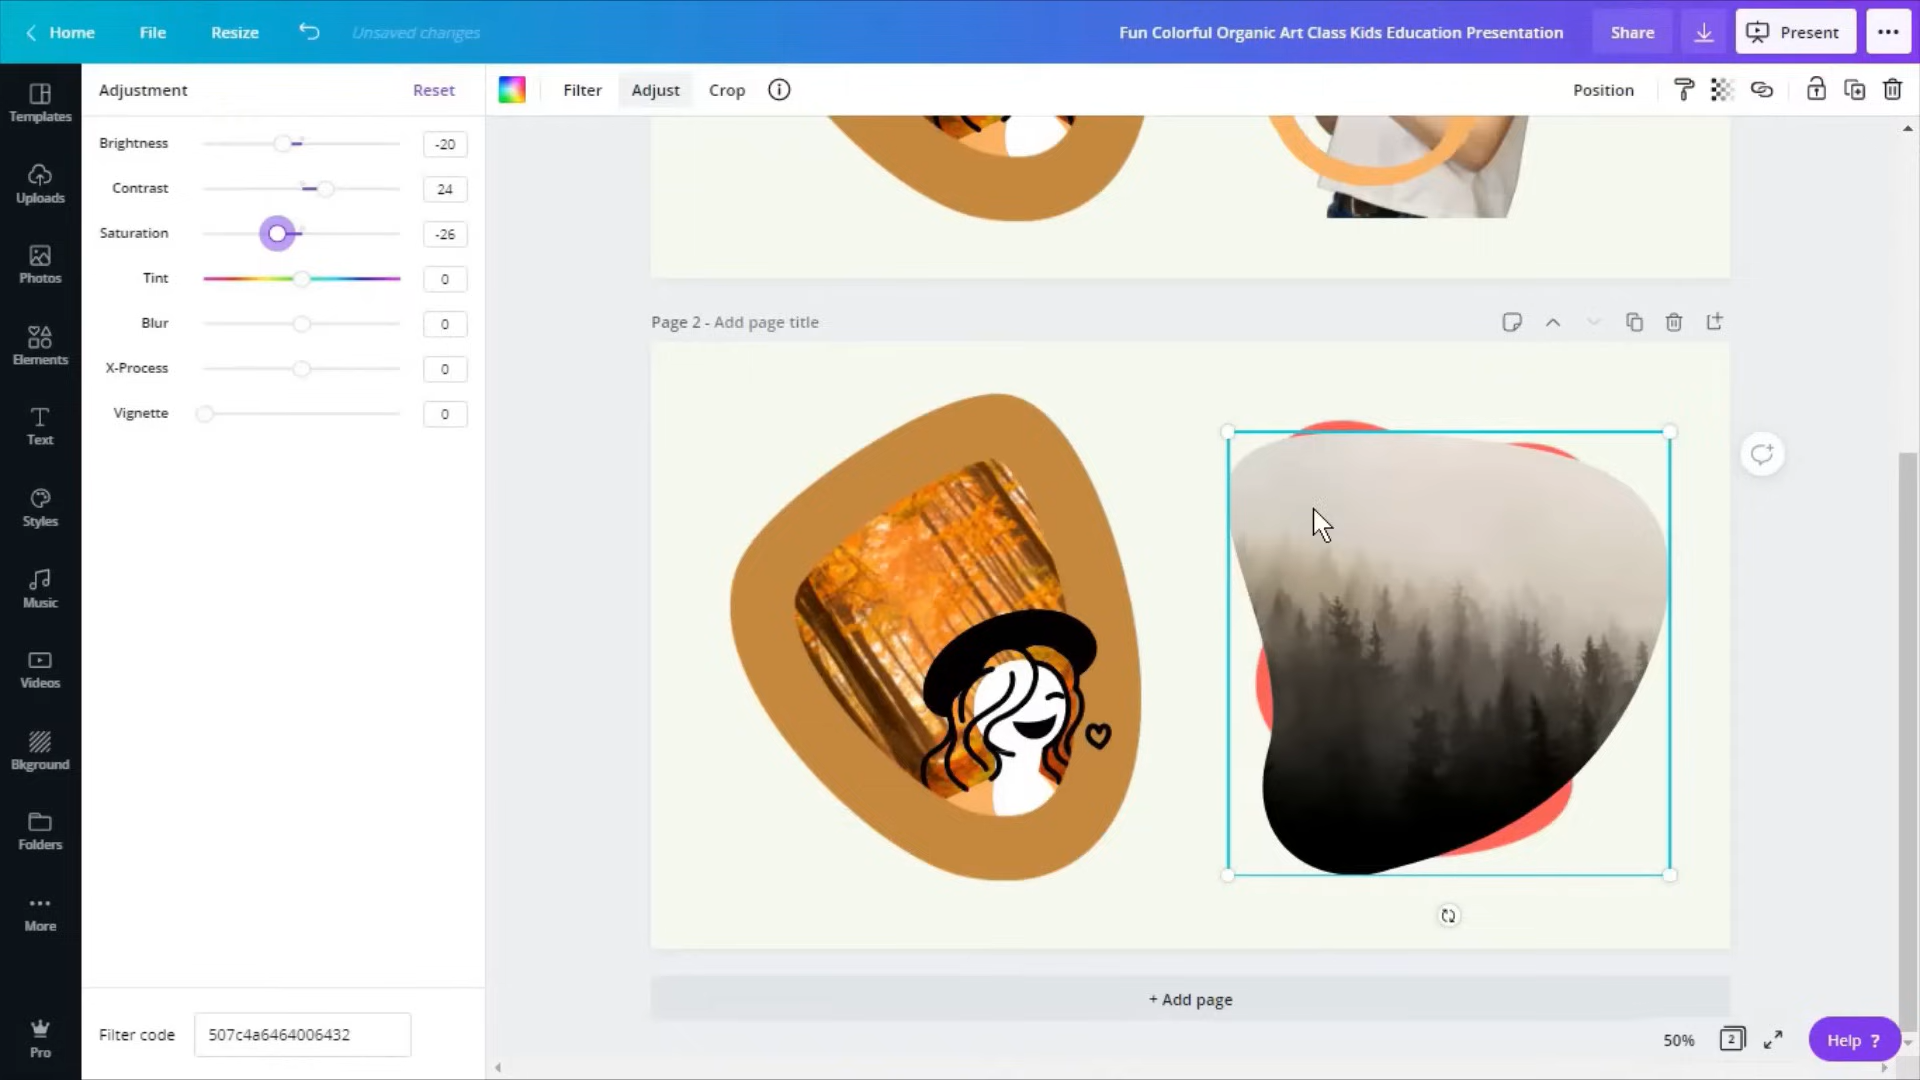 Home
File
Resize
Unsaved changes
Fun Colorful Organic Art Class Kids Education Presentation
Share
Present
Templates
Uploads
Photos
Elements
Text
Styles
Music
Videos
Bkground
Folders
More
Pro
Adjustment
Reset
Brightness -20
Contrast 24
Saturation -26
Tint 0
Blur 0
X-Process 0
Vignette 0
Filter code 507c4a6464006432
Filter
Adjust
Crop
Position
Page 2 - Add page title
+ Add page
50%
2
Help ?